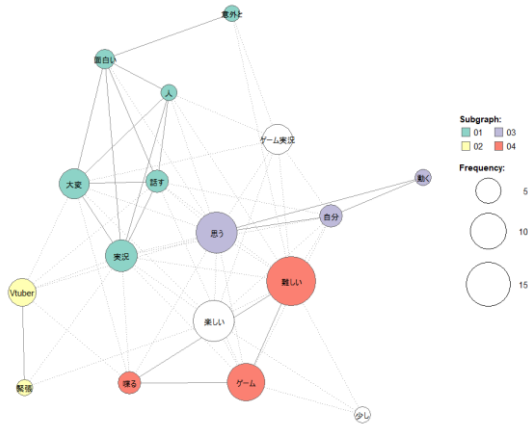 意外と
面白い
人
ゲーム実況
大変
話す
動く
自分
思う
実況
難しい
Vtuber
楽しい
緊張
喋る
ゲーム
少し
Subgraph:
01 03
02 04
Frequency:
5
10
15